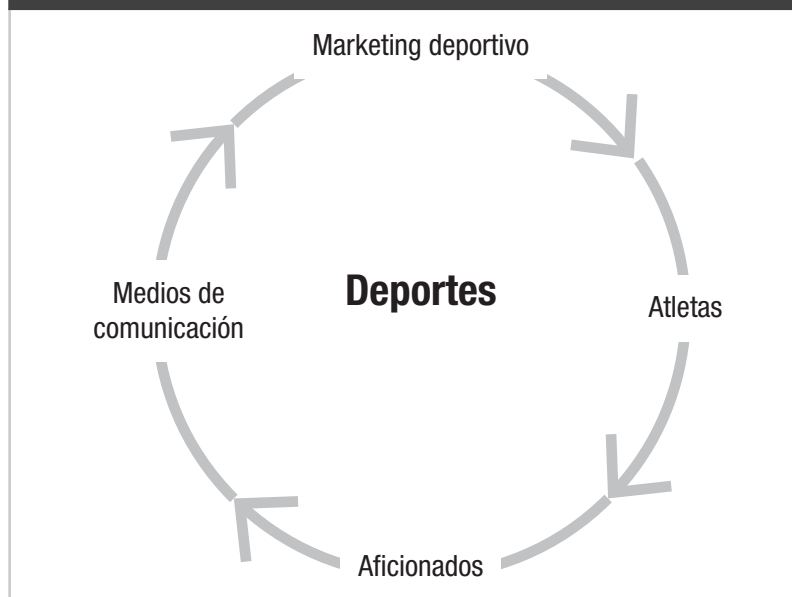 Marketing deportivo
Medios de
comunicación
Deportes
Atletas
Aficionados